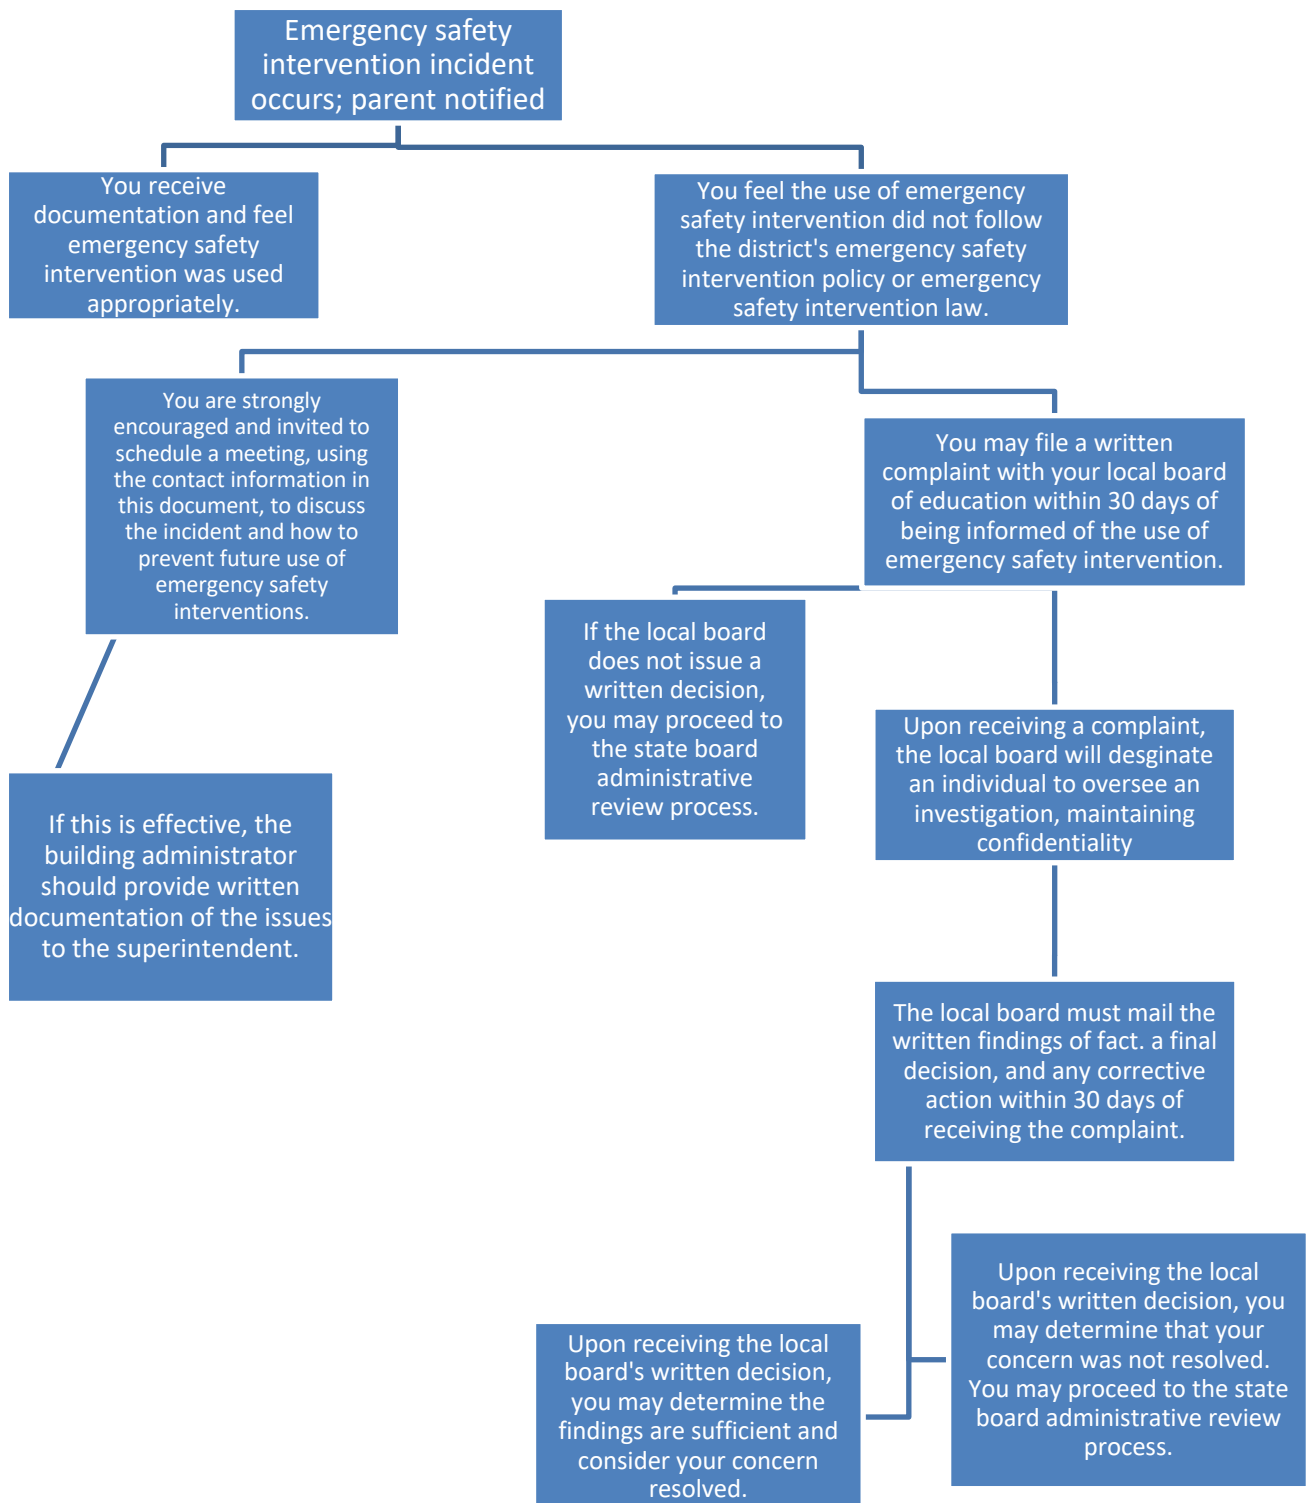 Emergency safety
intervention incident
occurs; parent notified
You receive
documentation and feel
emergency safety
intervention was used
appropriately.
You feel the use of emergency
safety intervention did not follow
the district's emergency safety
intervention policy or emergency
safety intervention law.
You are strongly
encouraged and invited to
schedule a meeting, using
the contact information in
this document, to discuss
the incident and how to
prevent future use of
emergency safety
interventions.
You may file a written
complaint with your local board
of education within 30 days of
being informed of the use of
emergency safety intervention.
If the local board
does not issue a
written decision,
you may proceed to
the state board
administrative
review process.
Upon receiving a complaint,
the local board will desginate
an individual to oversee an
investigation, maintaining
confidentiality
If this is effective, the
building administrator
should provide written
documentation of the issues
to the superintendent.
The local board must mail the
written findings of fact. a final
decision, and any corrective
action within 30 days of
receiving the complaint.
Upon receiving the local
board's written decision, you
may determine that your
concern was not resolved.
You may proceed to the state
board administrative review
process.
Upon receiving the local
board's written decision,
you may determine the
findings are sufficient and
consider your concern
resolved.